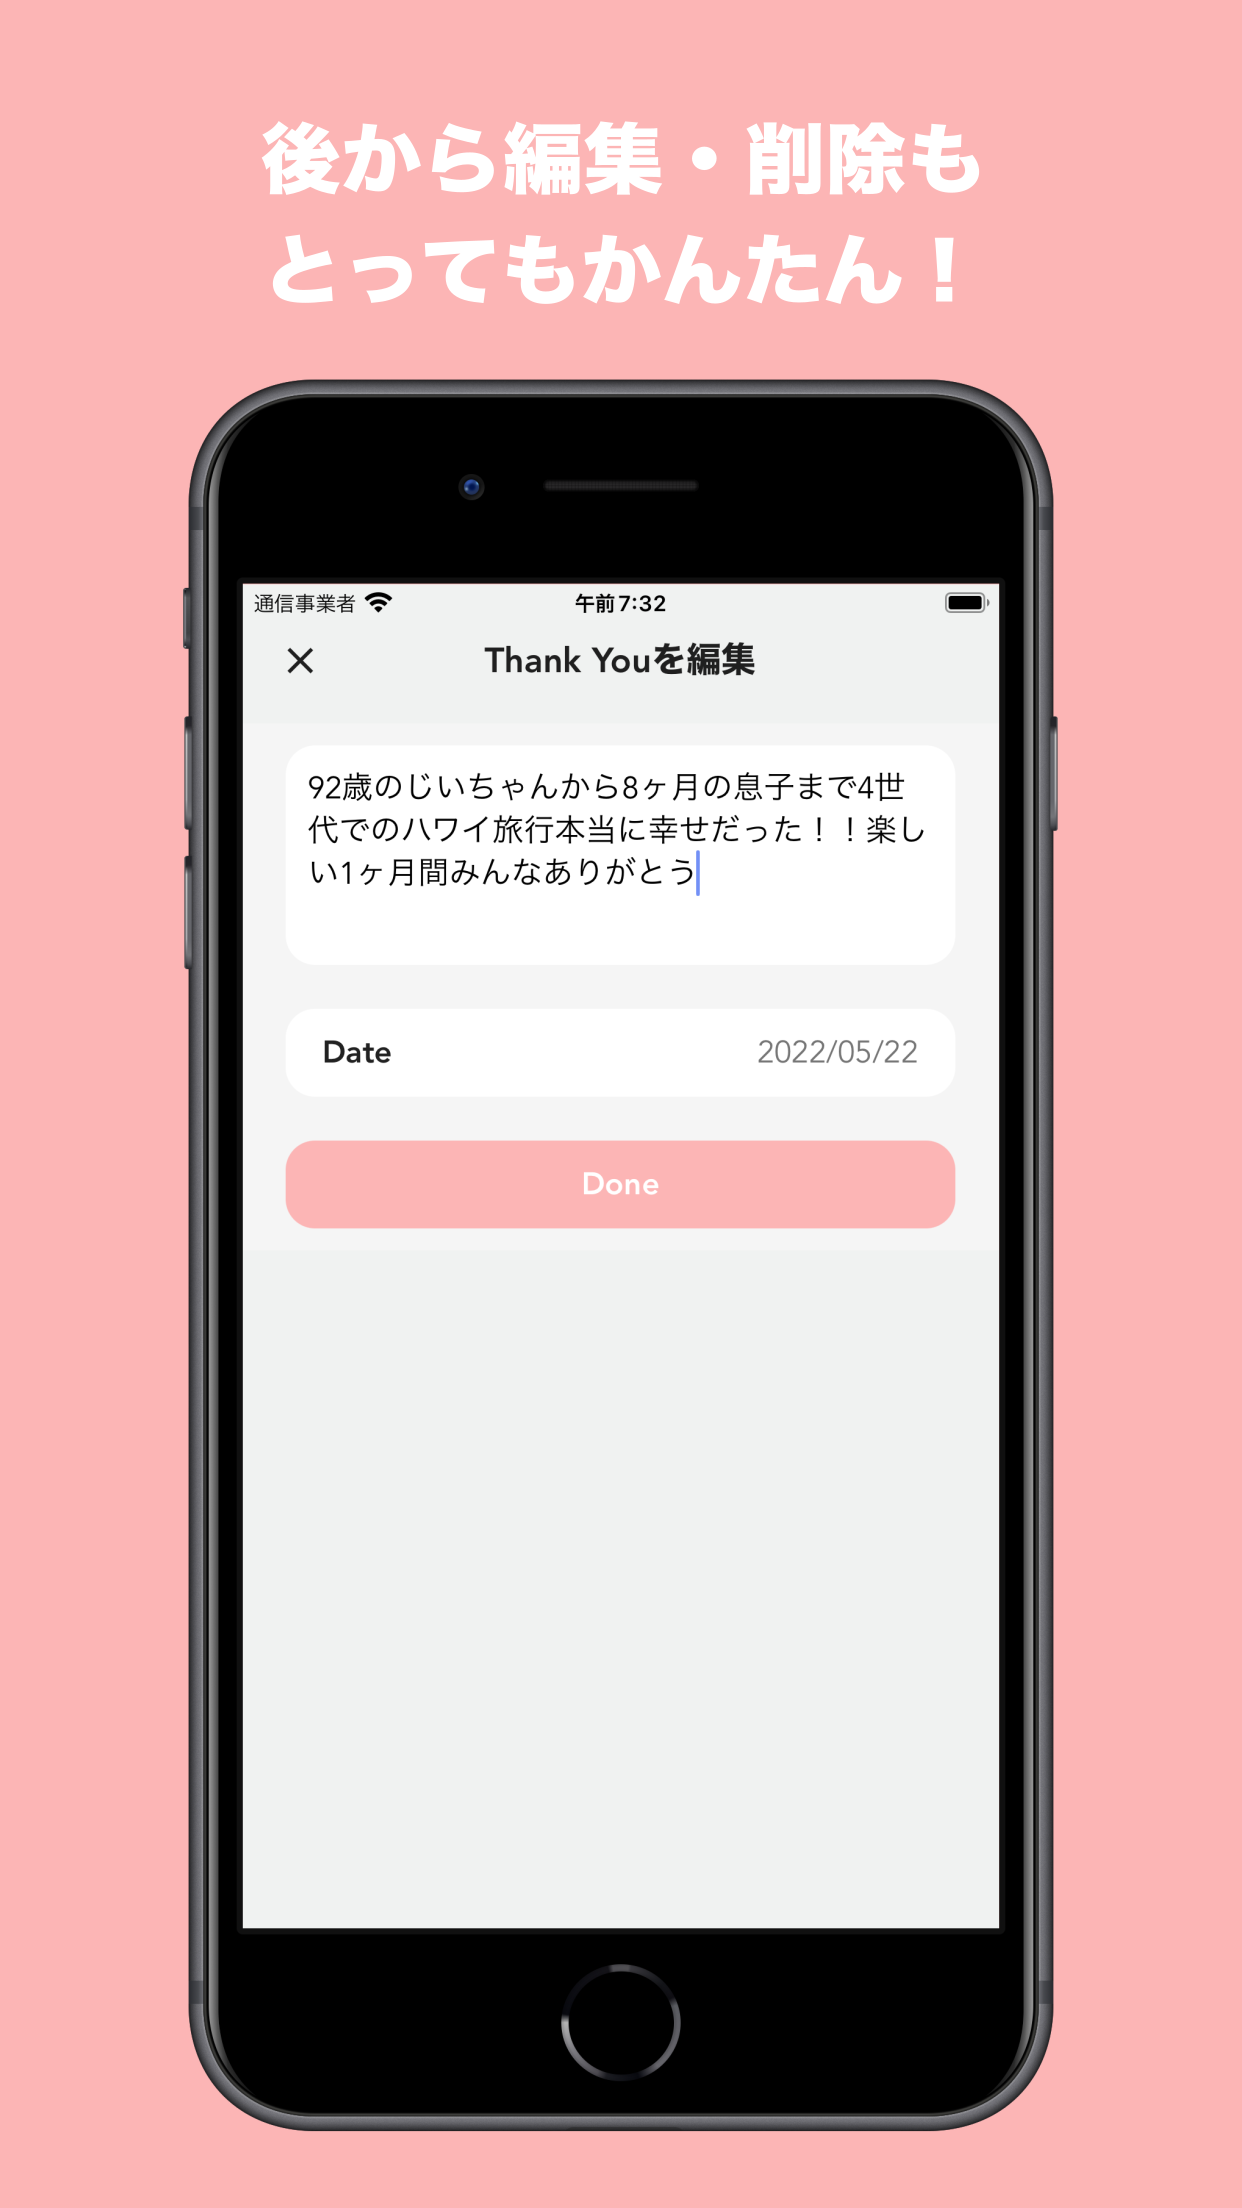 後から編集・削除も
とってもかんたん！
通信事業者 午前7:32
Thank Youを編集
92歳のじいちゃんから8ヶ月の息子まで4世
代でのハワイ旅行本当に幸せだった！！楽し
い1ヶ月間みんなありがとう
Date 2022/05/22
Done